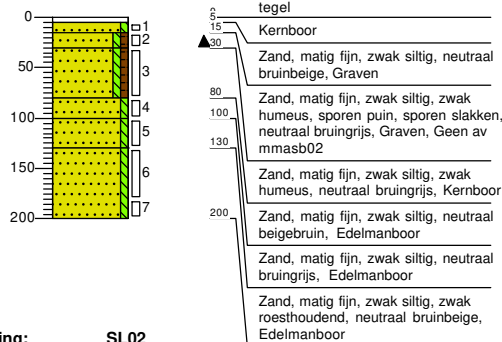 0
50
100
150
200
1
2
3
4
5
6
7
0
5
15
30
80
100
130
200
tegel
Kernboor
Zand, matig fijn, zwak siltig, neutraal
bruinbeige, Graven
Zand, matig fijn, zwak siltig, zwak
humeus, sporen puin, sporen slakken,
neutraal bruingrijs, Graven, Geen av
mmasb02
Zand, matig fijn, zwak siltig, zwak
humeus, neutraal bruingrijs, Kernboor
Zand, matig fijn, zwak siltig, neutraal
beigebruin, Edelmanboor
Zand, matig fijn, zwak siltig, neutraal
bruingrijs, Edelmanboor
Zand, matig fijn, zwak siltig, zwak
roesthoudend, neutraal bruinbeige,
Edelmanboor
ing: SL02